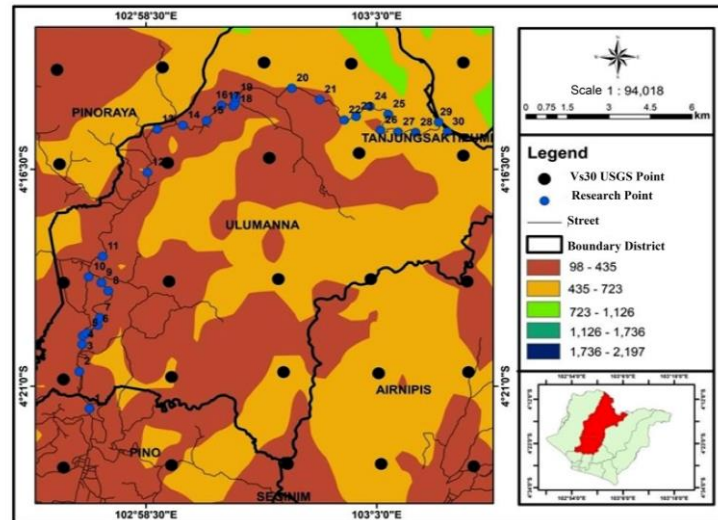 102°58'30"E 103°3'0"E
PINORAYA
20
19
16 17 18
21
24
22 23
25
13 14 15
26 27 28 29 30
TANJUNGSAKTIPUMI
12
4°16'30"S 4°16'30"S
ULUMANNA
11
10 9 8
7
6
5
4
3
2
4°21'0"S 4°21'0"S
AIRNIPIS
PINO
SEGINIM
102°58'30"E 103°3'0"E
Scale 1 : 94,018
0 0.75 1.5 3 4.5 6
km
Legend
Vs30 USGS Point
Research Point
Street
Boundary District
98 - 435
435 - 723
723 - 1,126
1,126 - 1,736
1,736 - 2,197